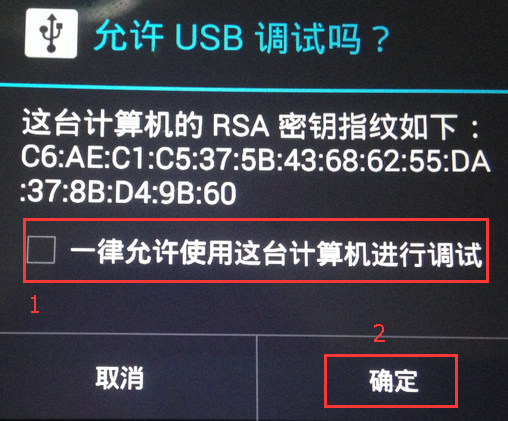 允许 USB 调试吗？
这台计算机的 RSA 密钥指纹如下：
C6:AE:C1:C5:37:5B:43:68:62:55:DA
:37:8B:D4:9B:60
一律允许使用这台计算机进行调试
1
2
取消
确定